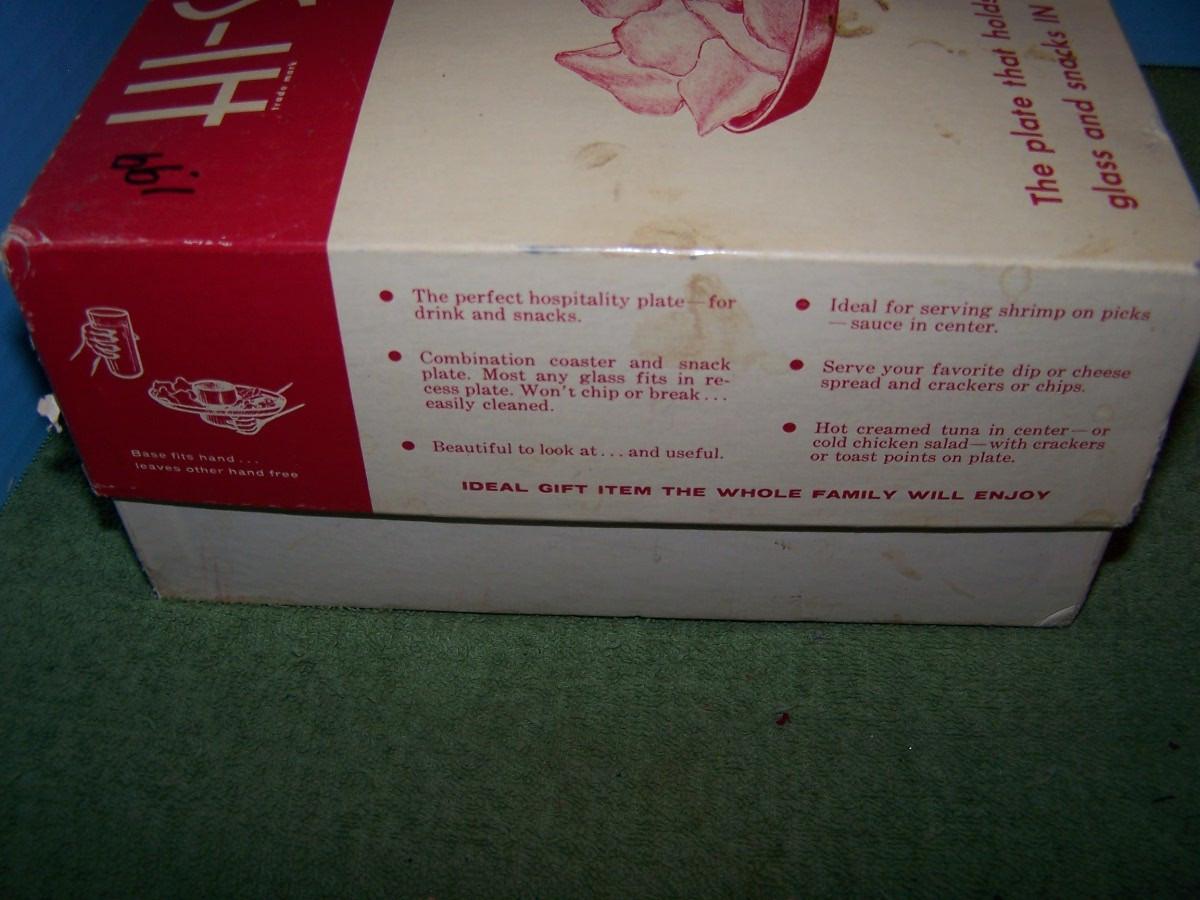 HI-S
trade mark
1.99
The plate that holds
glass and snacks IN
The perfect hospitality plate—for
drink and snacks.
Combination coaster and snack
plate. Most any glass fits in re-
cess plate. Won't chip or break...
easily cleaned.
Beautiful to look at...and useful.
Ideal for serving shrimp on picks
—sauce in center.
Serve your favorite dip or cheese
spread and crackers or chips.
Hot creamed tuna in center—or
cold chicken salad—with crackers
or toast points on plate.
IDEAL GIFT ITEM THE WHOLE FAMILY WILL ENJOY
Base fits hand...
leaves other hand free